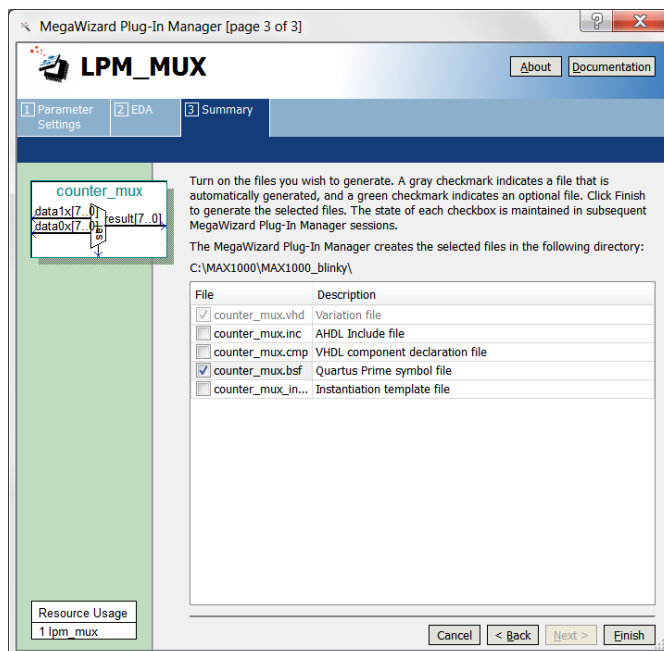 MegaWizard Plug-In Manager [page 3 of 3]
LPM_MUX
About
Documentation
1 Parameter Settings
2 EDA
3 Summary
counter_mux
data1x[7..0]
data0x[7..0]
result[7..0]
sel
Turn on the files you wish to generate. A gray checkmark indicates a file that is
automatically generated, and a green checkmark indicates an optional file. Click Finish
to generate the selected files. The state of each checkbox is maintained in subsequent
MegaWizard Plug-In Manager sessions.
The MegaWizard Plug-In Manager creates the selected files in the following directory:
C:\MAX1000\MAX1000_blinky\
File Description
counter_mux.vhd Variation file
counter_mux.inc AHDL Include file
counter_mux.cmp VHDL component declaration file
counter_mux.bsf Quartus Prime symbol file
counter_mux_in... Instantiation template file
Resource Usage
1 lpm_mux
Cancel
< Back
Next >
Finish